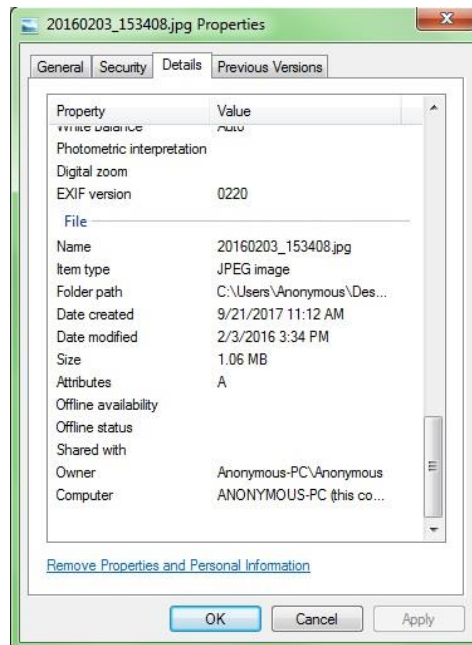 20160203_153408.jpg Properties
General Security Details Previous Versions
Property Value
White balance Auto
Photometric interpretation
Digital zoom
EXIF version 0220
File
Name 20160203_153408.jpg
Item type JPEG image
Folder path C:\Users\Anonymous\Des...
Date created 9/21/2017 11:12 AM
Date modified 2/3/2016 3:34 PM
Size 1.06 MB
Attributes A
Offline availability
Offline status
Shared with
Owner Anonymous-PC\Anonymous
Computer ANONYMOUS-PC (this co...
Remove Properties and Personal Information
OK Cancel Apply